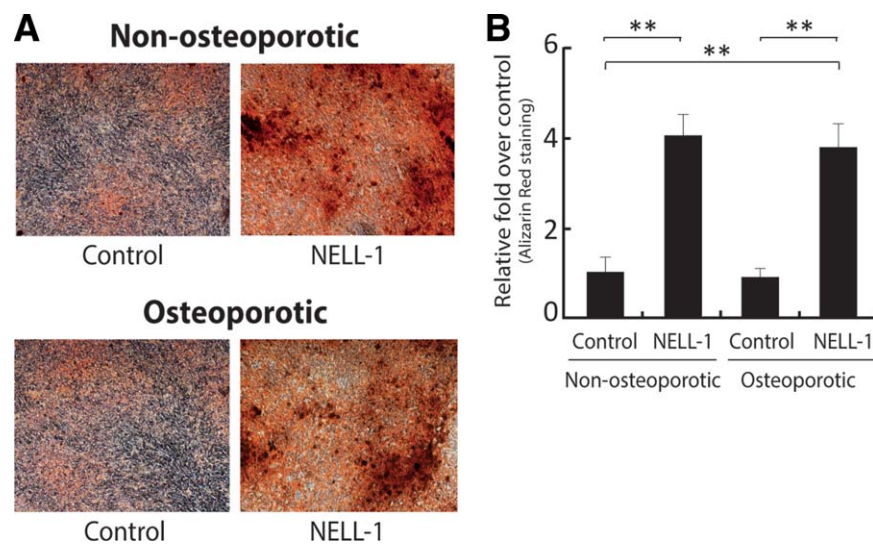 A
Non-osteoporotic
Control NELL-1
Osteoporotic
Control NELL-1
B
Relative fold over control
(Alizarin Red staining)
6
4
2
0
** **
**
Control NELL-1 Control NELL-1
Non-osteoporotic Osteoporotic